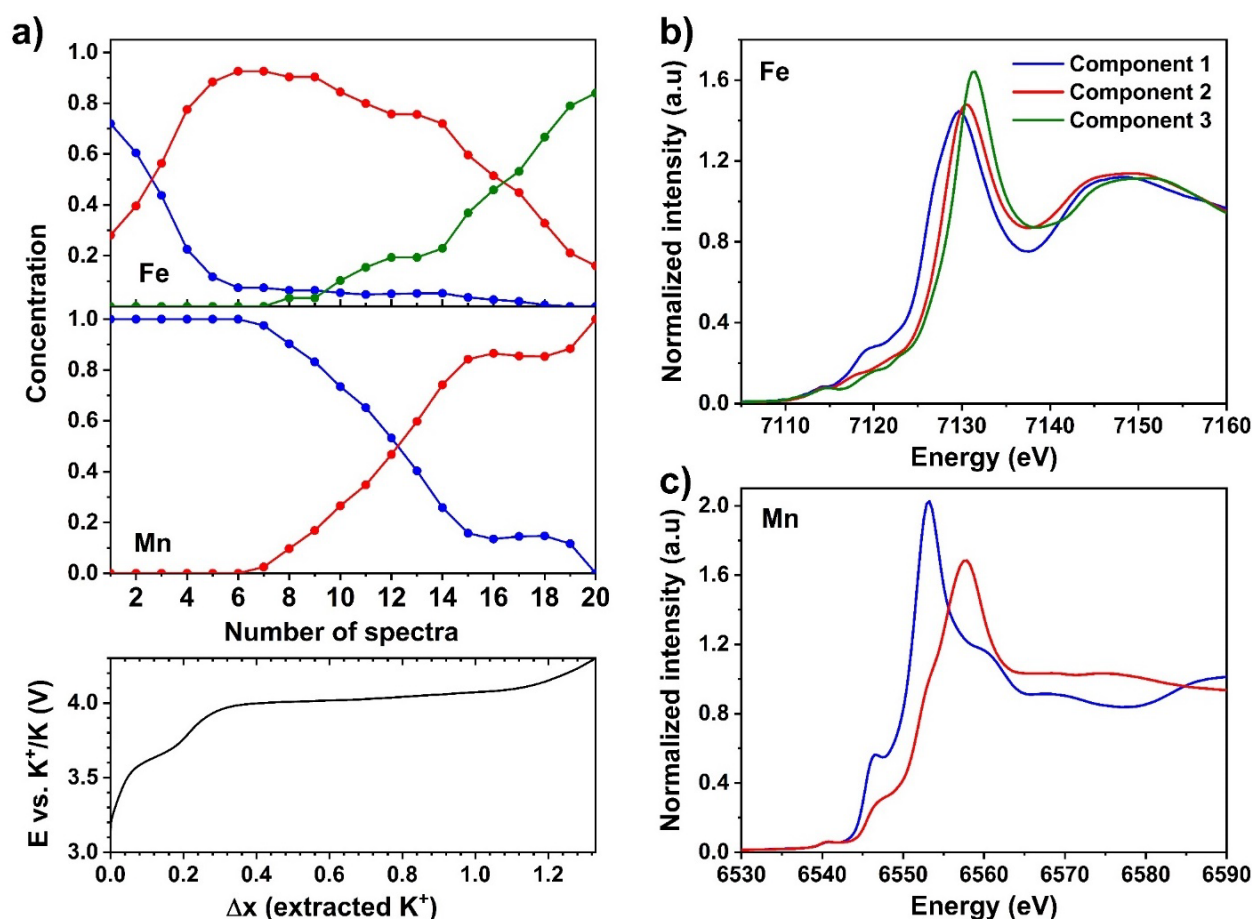 a)
Concentration
1.0
0.8
0.6
0.4
0.2
Fe
1.0
0.8
0.6
0.4
0.2
0.0
Mn
2 4 6 8 10 12 14 16 18 20
Number of spectra
E vs. K⁺/K (V)
4.0
3.5
3.0
0.0 0.2 0.4 0.6 0.8 1.0 1.2
Δx (extracted K⁺)
b)
Fe
Component 1
Component 2
Component 3
Normalized intensity (a.u)
1.6
1.2
0.8
0.4
0.0
7110 7120 7130 7140 7150 7160
Energy (eV)
c)
Mn
Normalized intensity (a.u)
2.0
1.6
1.2
0.8
0.4
0.0
6530 6540 6550 6560 6570 6580 6590
Energy (eV)